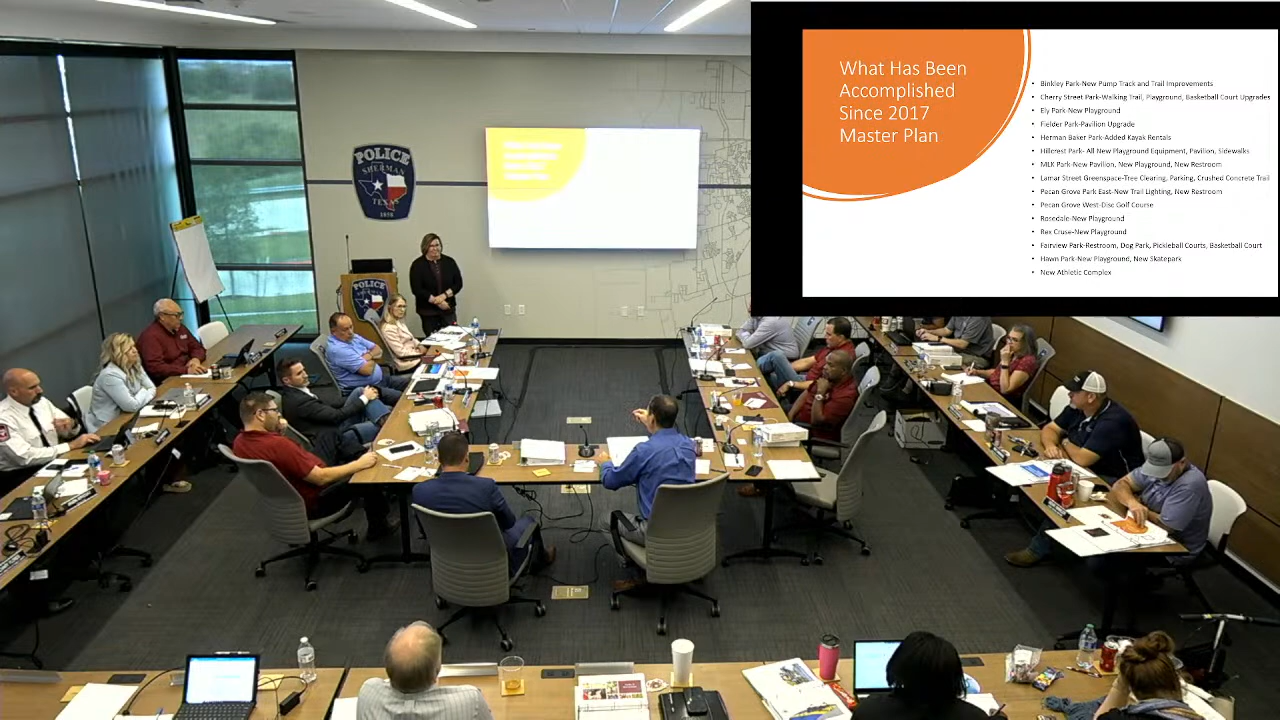 What Has Been
Accomplished
Since 2017
Master Plan
• Binkley Park-New Pump Track and Trail Improvements
• Cherry Street Park-Walking Trail, Playground, Basketball Court Upgrades
• Ely Park-New Playground
• Fielder Park-Pavilion Upgrade
• Herman Baker Park-Added Kayak Rentals
• Hillcrest Park- All New Playground Equipment, Pavilion, Sidewalks
• MLK Park-New Pavilion, New Playground, New Restroom
• Lamar Street Greenspace-Tree Clearing, Parking, Crushed Concrete Trail
• Pecan Grove Park East-New Trail Lighting, New Restroom
• Pecan Grove West-Disc Golf Course
• Rosedale-New Playground
• Rex Cruse-New Playground
• Fairview Park-Restroom, Dog Park, Pickleball Courts, Basketball Court
• Hawn Park-New Playground, New Skatepark
• New Athletic Complex
POLICE
SHERMAN
TEXAS
POLICE